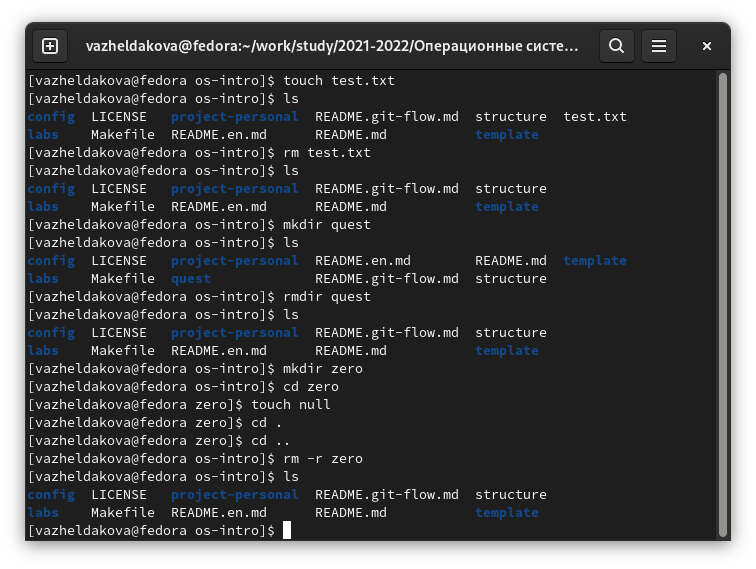 vazheldakova@fedora:~/work/study/2021-2022/Операционные систе...
[vazheldakova@fedora os-intro]$ touch test.txt
[vazheldakova@fedora os-intro]$ ls
config  LICENSE   project-personal  README.git-flow.md  structure  test.txt
labs    Makefile  README.en.md      README.md           template
[vazheldakova@fedora os-intro]$ rm test.txt
[vazheldakova@fedora os-intro]$ ls
config  LICENSE   project-personal  README.git-flow.md  structure
labs    Makefile  README.en.md      README.md           template
[vazheldakova@fedora os-intro]$ mkdir quest
[vazheldakova@fedora os-intro]$ ls
config  LICENSE   project-personal  README.en.md        README.md  template
labs    Makefile  quest             README.git-flow.md  structure
[vazheldakova@fedora os-intro]$ rmdir quest
[vazheldakova@fedora os-intro]$ ls
config  LICENSE   project-personal  README.git-flow.md  structure
labs    Makefile  README.en.md      README.md           template
[vazheldakova@fedora os-intro]$ mkdir zero
[vazheldakova@fedora os-intro]$ cd zero
[vazheldakova@fedora zero]$ touch null
[vazheldakova@fedora zero]$ cd .
[vazheldakova@fedora zero]$ cd ..
[vazheldakova@fedora os-intro]$ rm -r zero
[vazheldakova@fedora os-intro]$ ls
config  LICENSE   project-personal  README.git-flow.md  structure
labs    Makefile  README.en.md      README.md           template
[vazheldakova@fedora os-intro]$